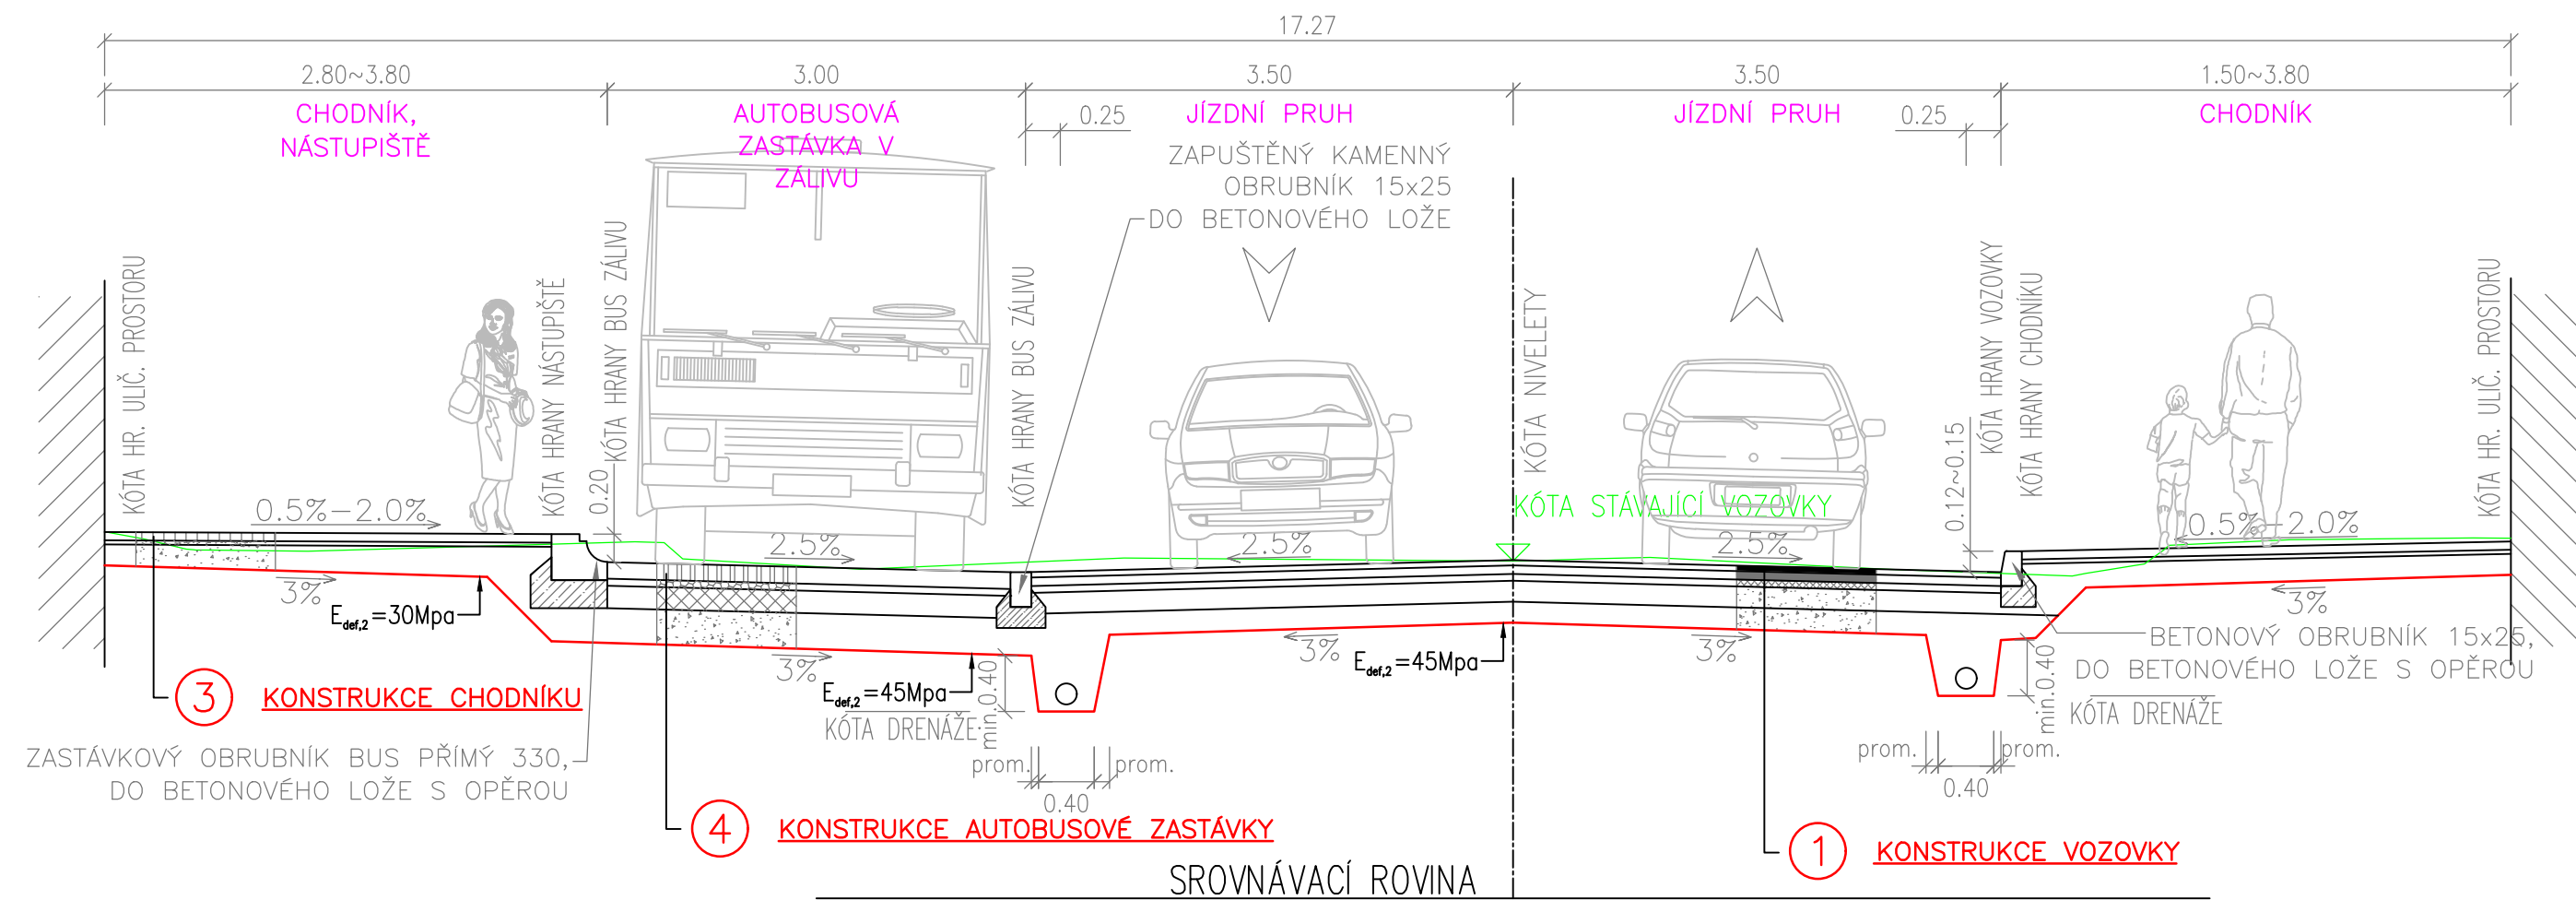 17.27
2.80~3.80
3.00
3.50
3.50
1.50~3.80
CHODNÍK,
NÁSTUPIŠTĚ
AUTOBUSOVÁ
ZASTÁVKA V
ZÁLIVU
JÍZDNÍ PRUH
JÍZDNÍ PRUH
CHODNÍK
0.25
0.25
ZAPUŠTĚNÝ KAMENNÝ
OBRUBNÍK 15x25
DO BETONOVÉHO LOŽE
KÓTA HR. ULIČ. PROSTORU
KÓTA HRANY NÁSTUPIŠTĚ
KÓTA HRANY BUS ZÁLIVU
0.20
KÓTA HRANY BUS ZÁLIVU
KÓTA NIVELETY
KÓTA STÁVAJÍCÍ VOZOVKY
0.12~0.15
KÓTA HRANY VOZOVKY
KÓTA HRANY CHODNÍKU
KÓTA HR. ULIČ. PROSTORU
0.5%-2.0%
2.5%
2.5%
2.5%
0.5%-2.0%
3%
3%
3%
3%
3%
Edef,2=30Mpa
Edef,2=45Mpa
Edef,2=45Mpa
BETONOVÝ OBRUBNÍK 15x25,
DO BETONOVÉHO LOŽE S OPĚROU
3 KONSTRUKCE CHODNÍKU
KÓTA DRENÁŽE
min.0.40
min.0.40
KÓTA DRENÁŽE
ZASTÁVKOVÝ OBRUBNÍK BUS PŘÍMÝ 330,
DO BETONOVÉHO LOŽE S OPĚROU
prom.
prom.
0.40
prom.
prom.
0.40
4 KONSTRUKCE AUTOBUSOVÉ ZASTÁVKY
1 KONSTRUKCE VOZOVKY
SROVNÁVACÍ ROVINA